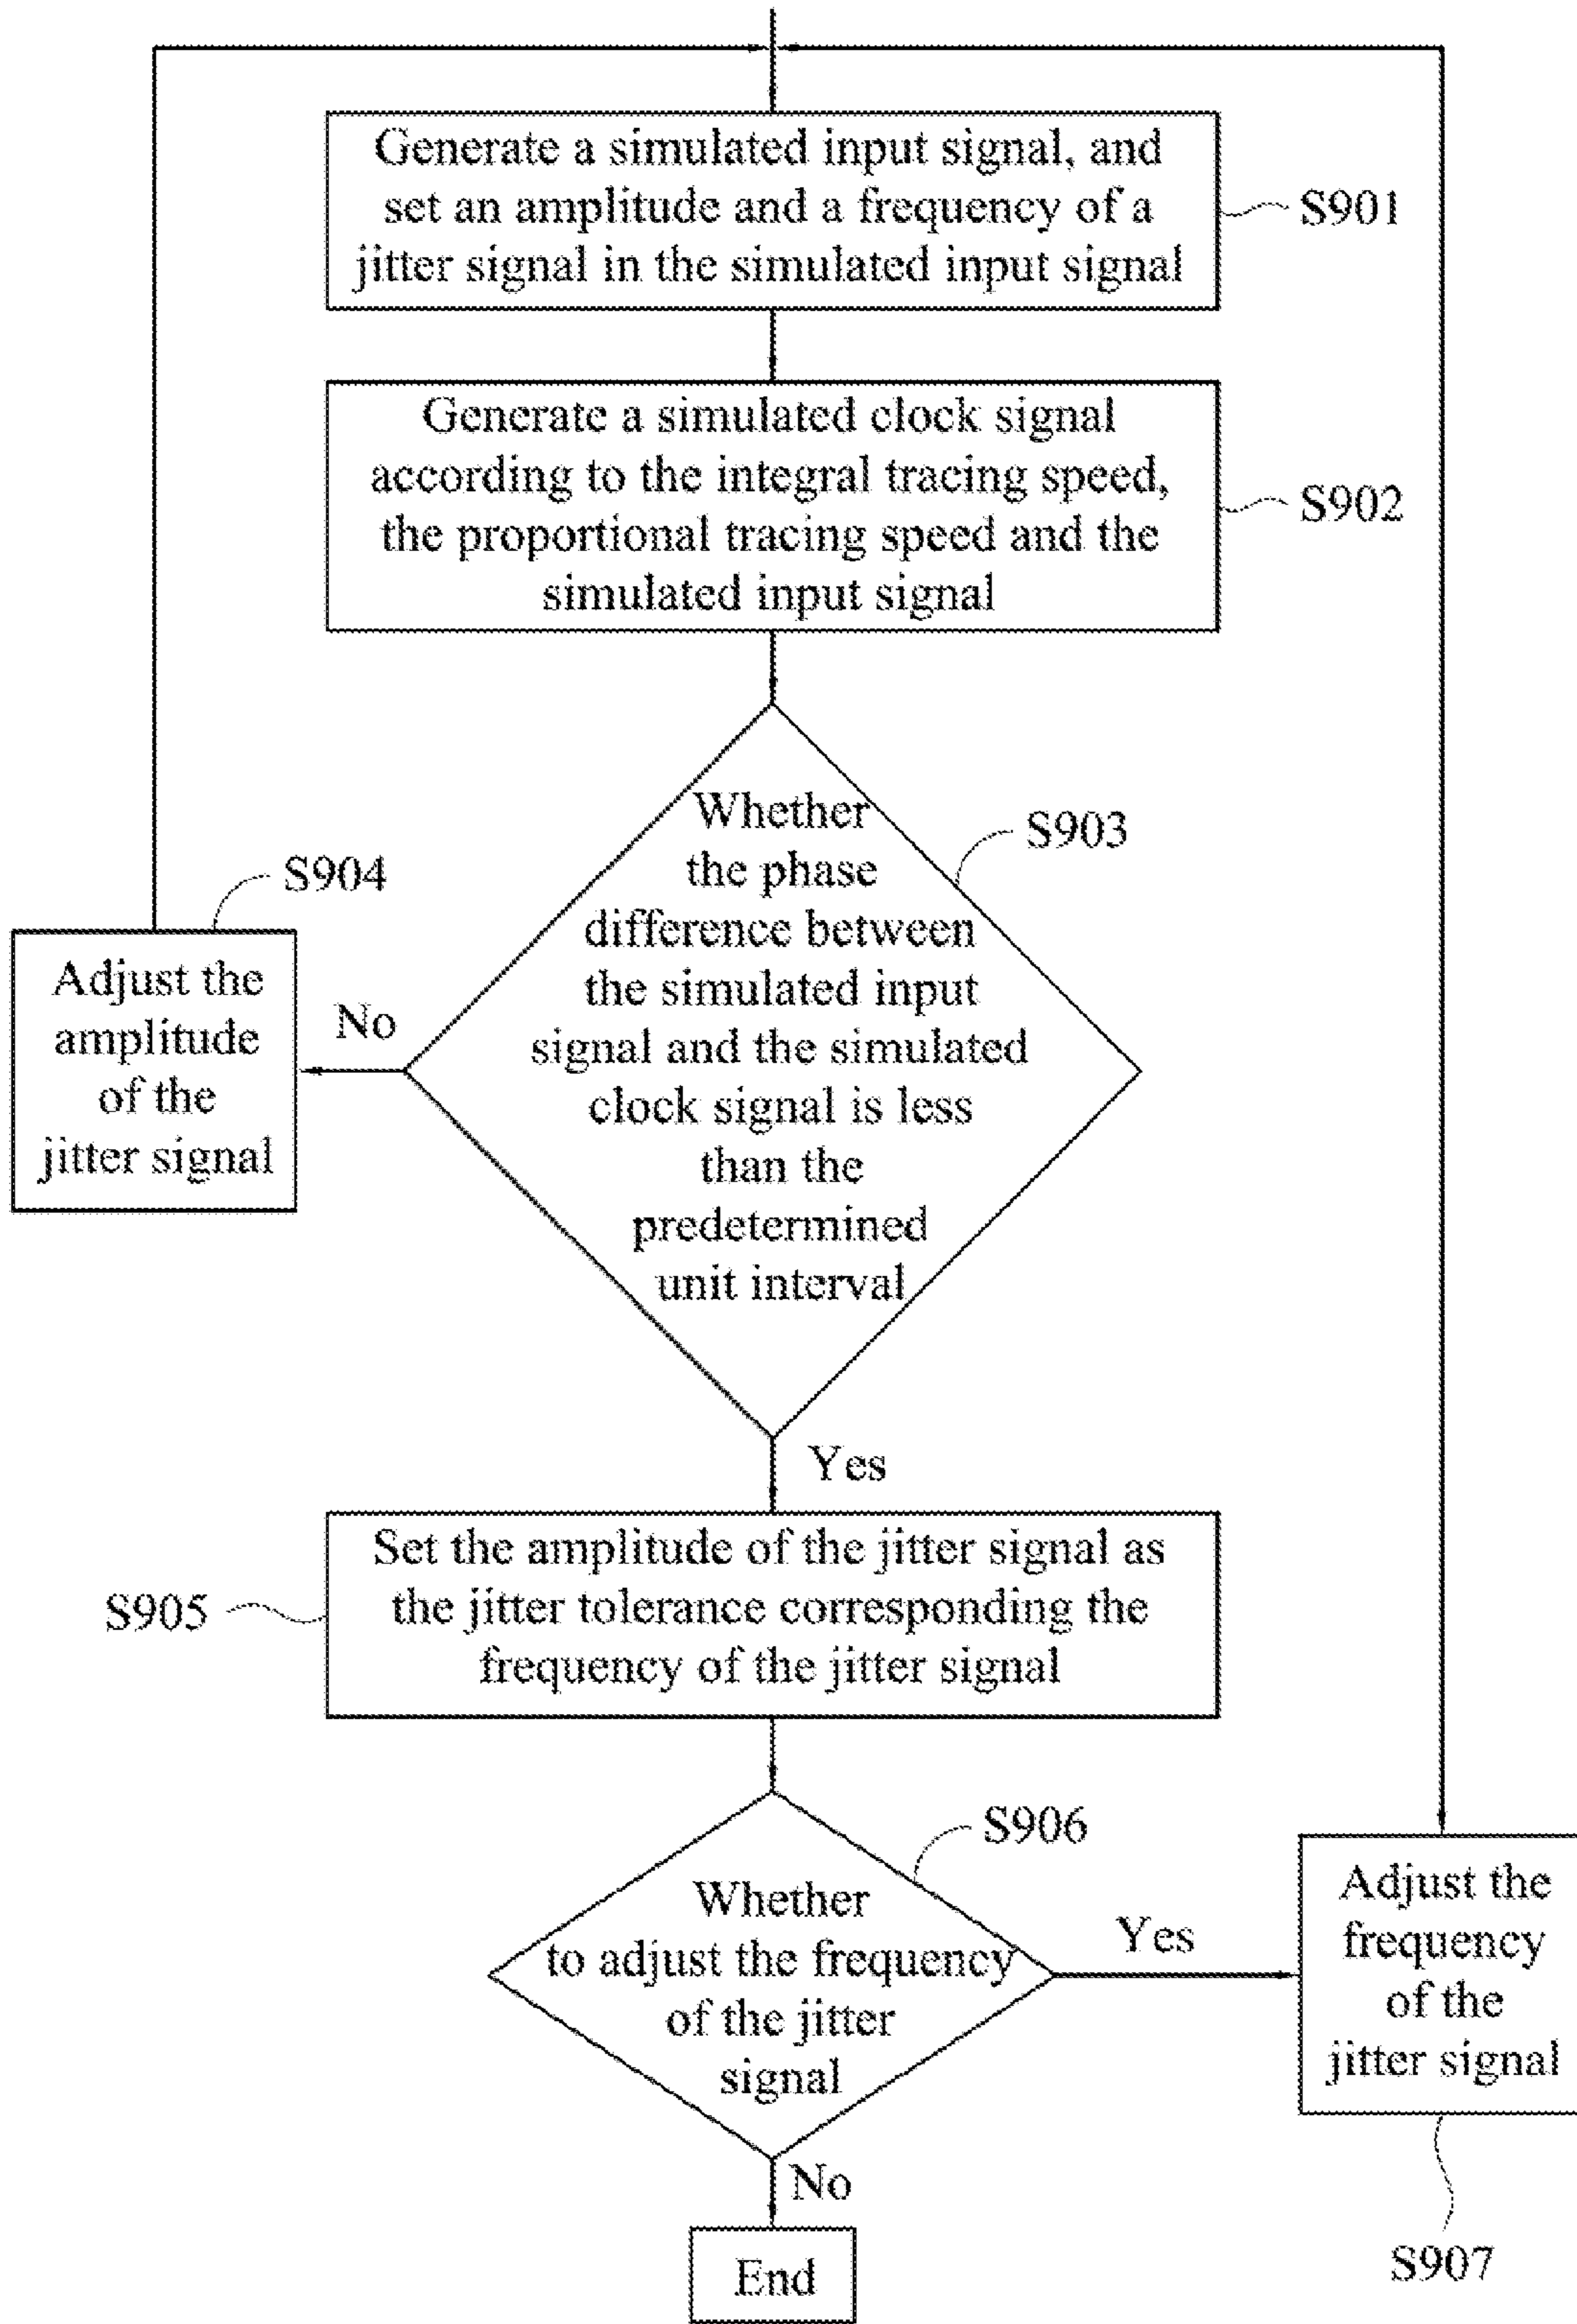 Generate a simulated input signal, and
set an amplitude and a frequency of a
jitter signal in the simulated input signal
S901
Generate a simulated clock signal
according to the integral tracing speed,
the proportional tracing speed and the
simulated input signal
S902
Whether
the phase
difference between
the simulated input
signal and the simulated
clock signal is less
than the
predetermined
unit interval
S903
S904
Adjust the
amplitude
of the
jitter signal
No
Yes
Set the amplitude of the jitter signal as
the jitter tolerance corresponding the
frequency of the jitter signal
S905
S906
Whether
to adjust the frequency
of the jitter
signal
Yes
Adjust the
frequency
of the
jitter signal
S907
No
End